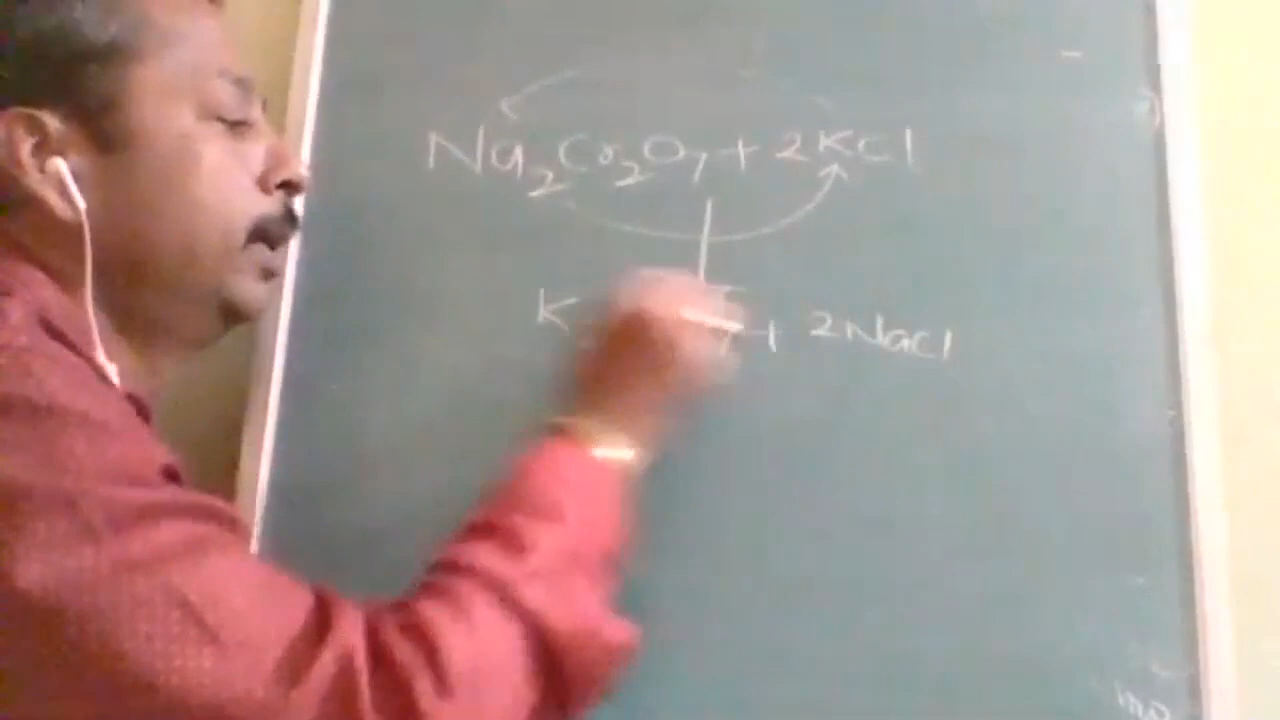 Na₂Cr₂O₇ + 2KCl
K + 2NaCl